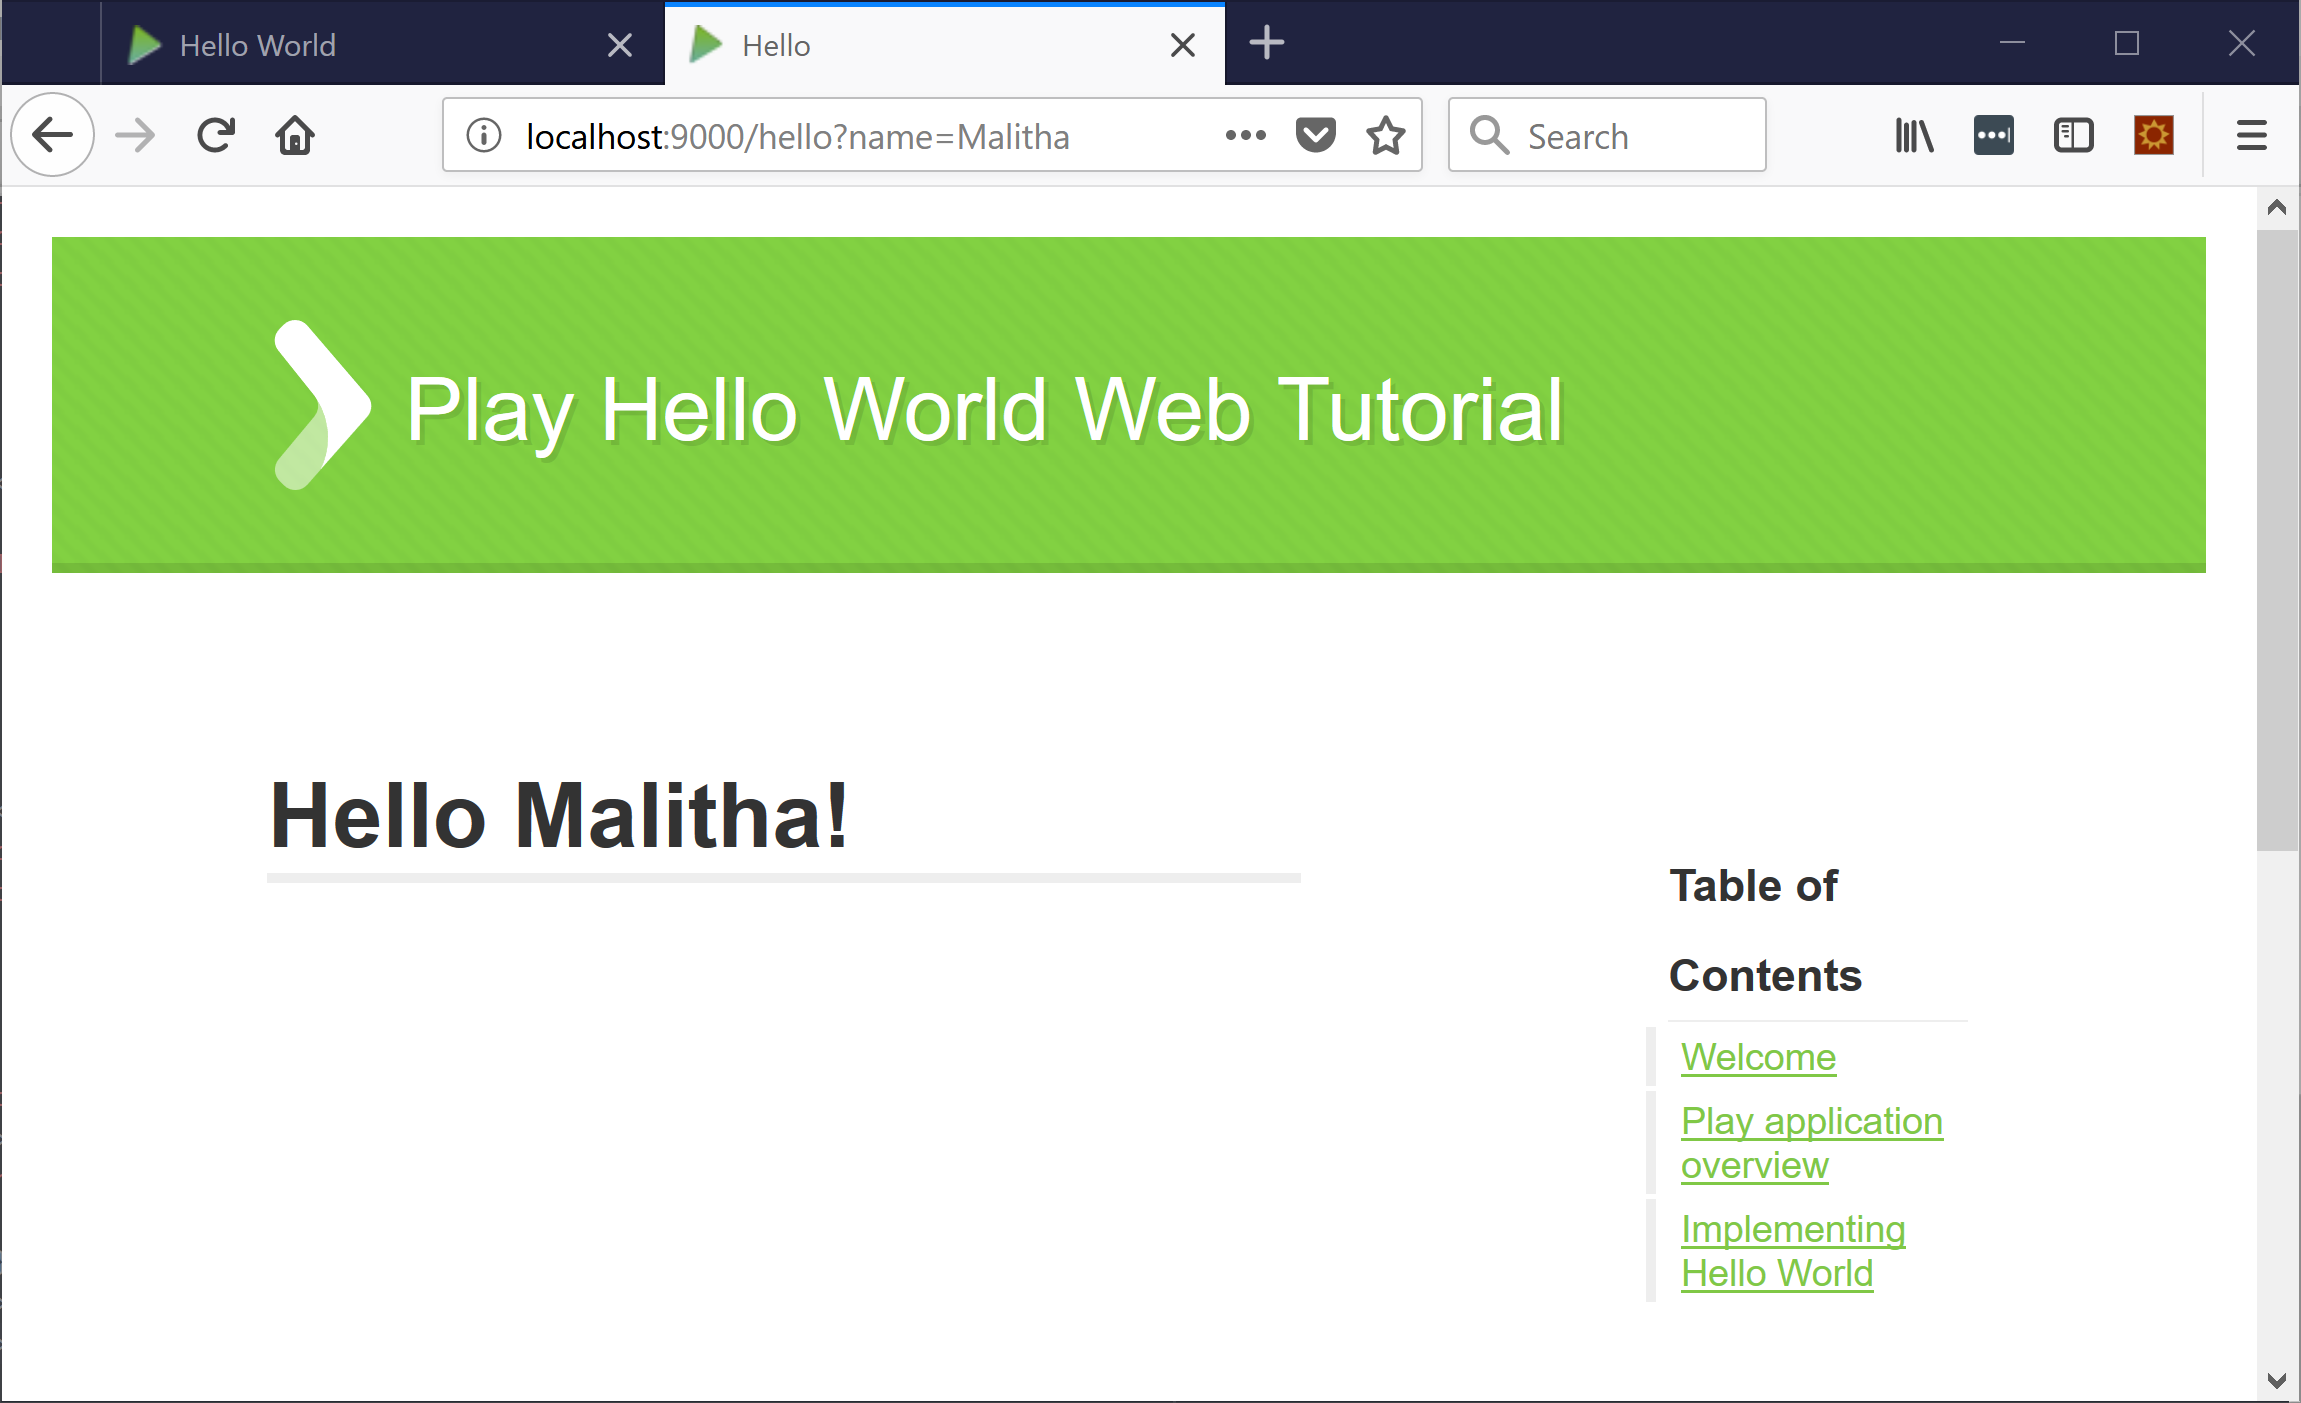 Hello World
Hello
localhost:9000/hello?name=Malitha
Search
Play Hello World Web Tutorial
Hello Malitha!
Table of
Contents
Welcome
Play application
overview
Implementing
Hello World